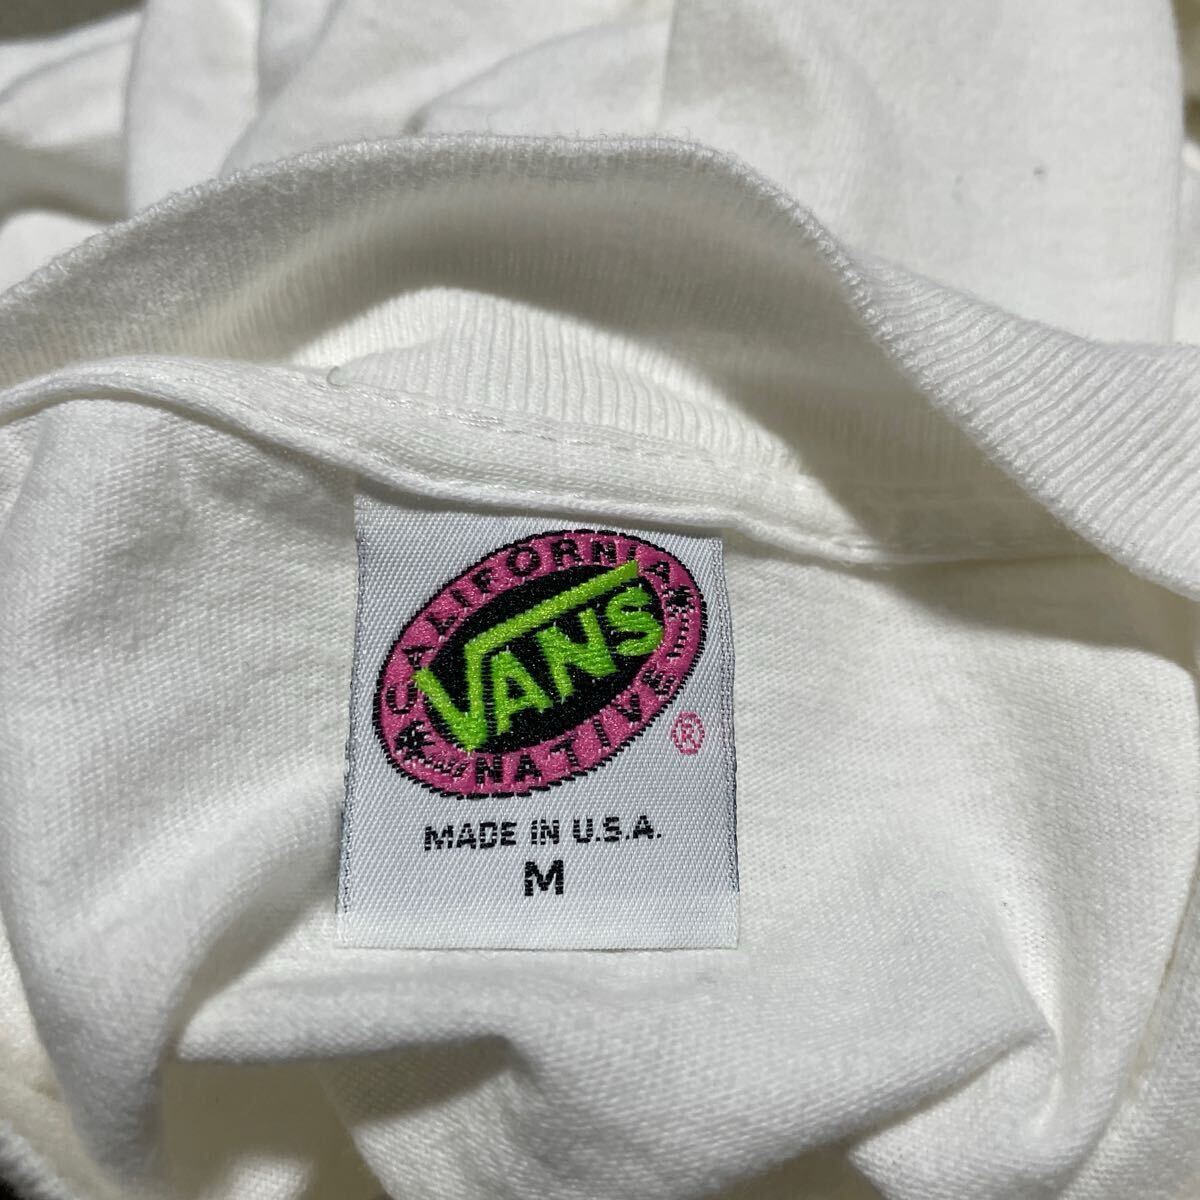 CALIFORNIA
VANS
NATIVE
®
MADE IN U.S.A.
M